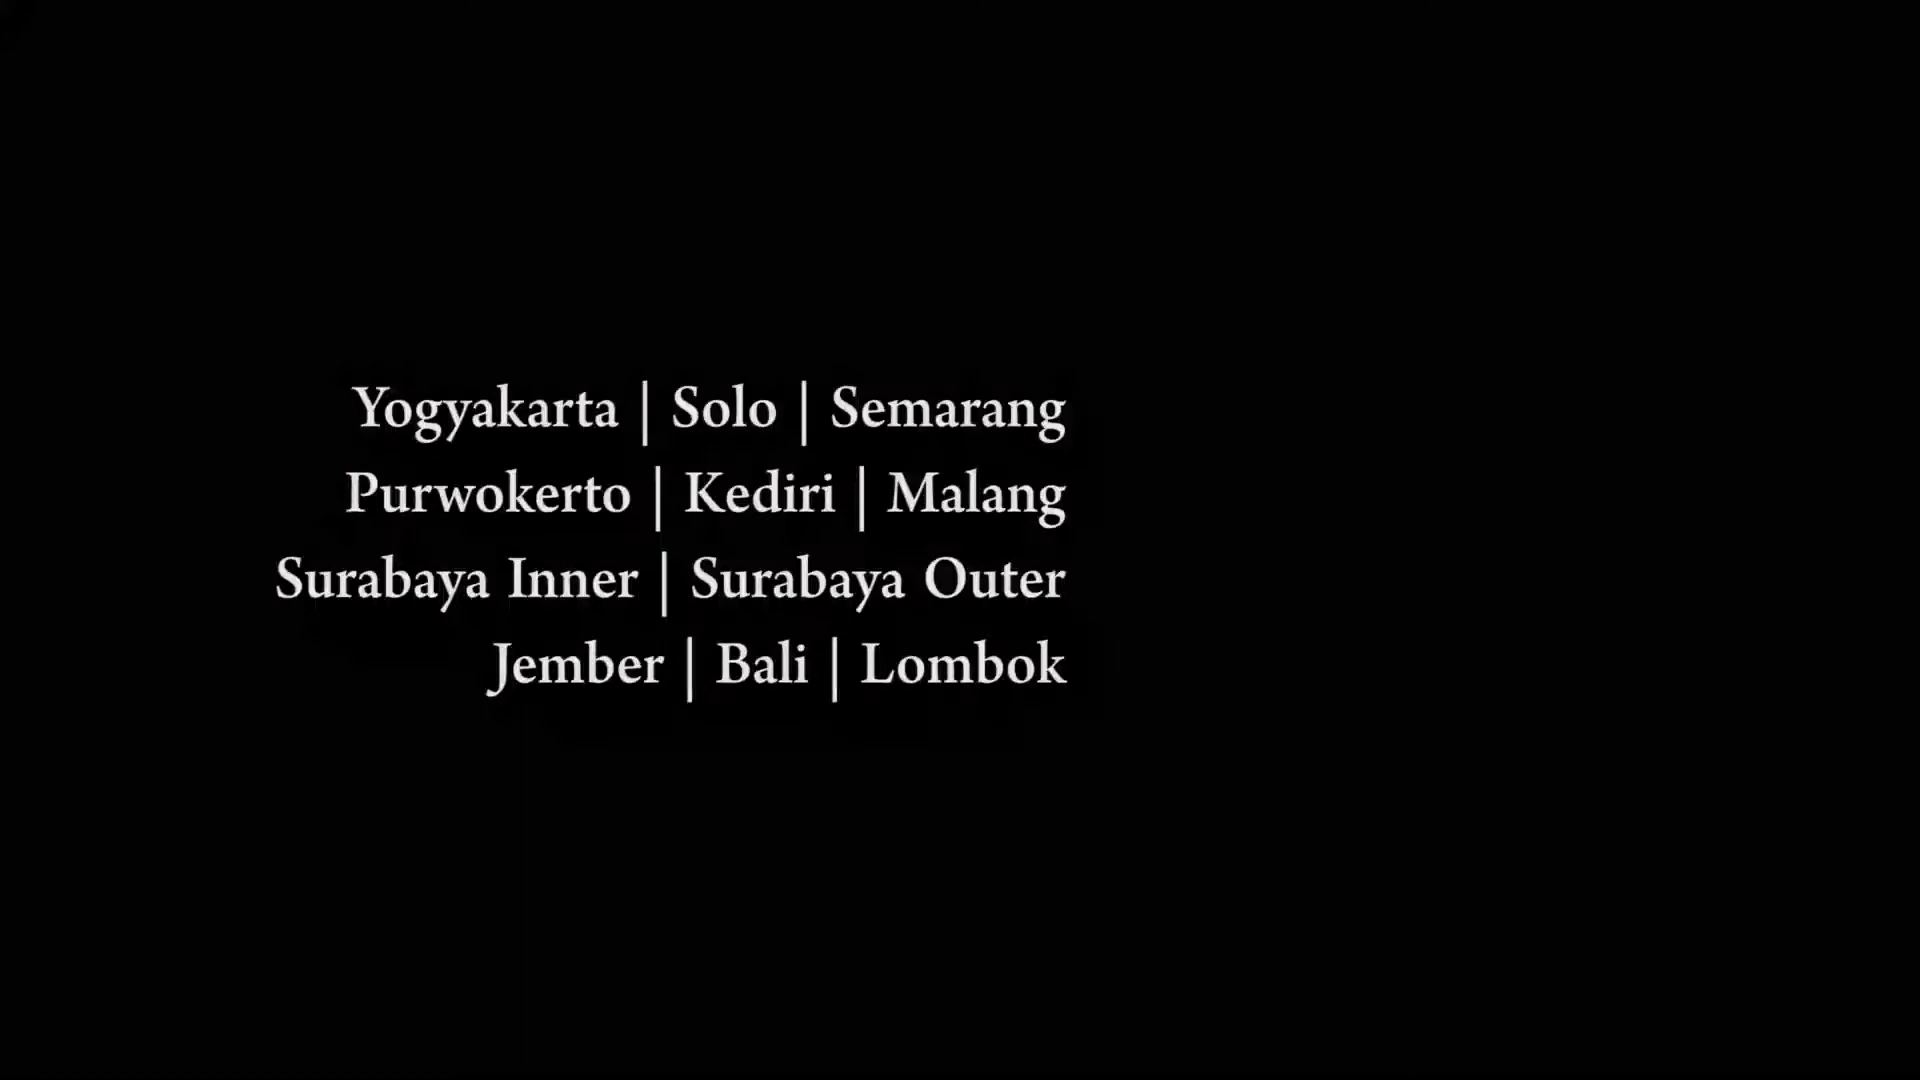 Yogyakarta | Solo | Semarang
Purwokerto | Kediri | Malang
Surabaya Inner | Surabaya Outer
Jember | Bali | Lombok